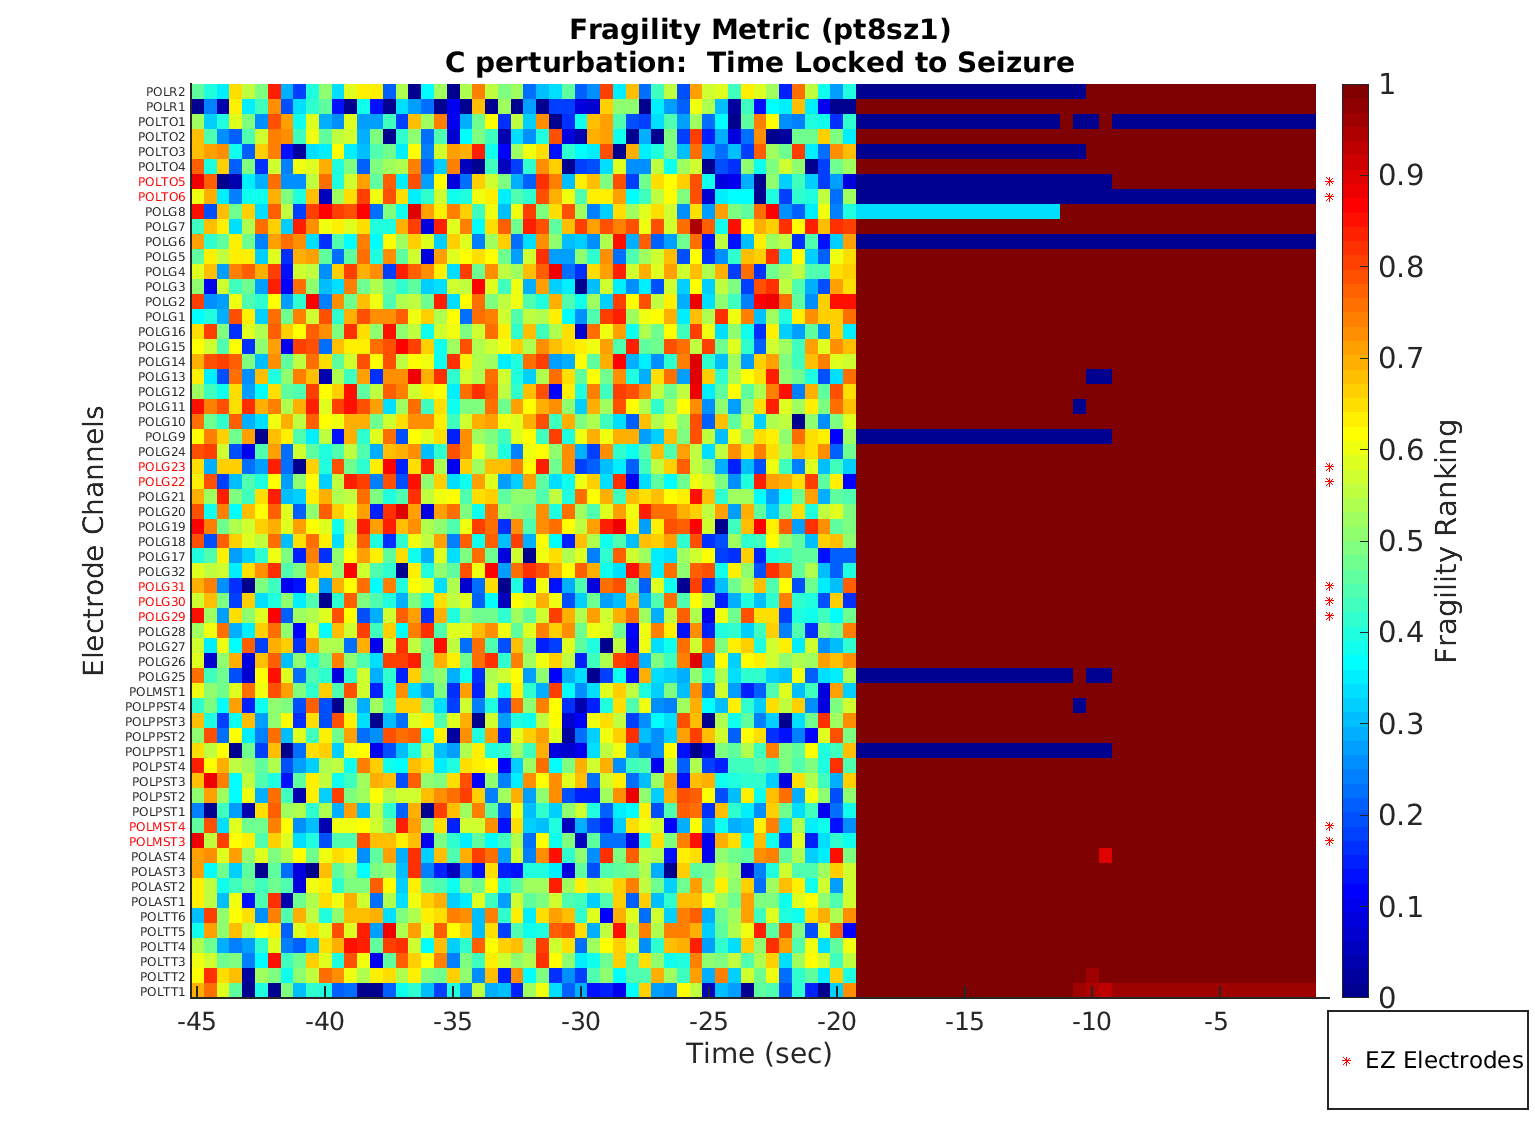 Fragility Metric (pt8sz1)
C perturbation:  Time Locked to Seizure
Electrode Channels
POLR2
POLR1
POLTO1
POLTO2
POLTO3
POLTO4
POLTO5
POLTO6
POLG8
POLG7
POLG6
POLG5
POLG4
POLG3
POLG2
POLG1
POLG16
POLG15
POLG14
POLG13
POLG12
POLG11
POLG10
POLG9
POLG24
POLG23
POLG22
POLG21
POLG20
POLG19
POLG18
POLG17
POLG32
POLG31
POLG30
POLG29
POLG28
POLG27
POLG26
POLG25
POLMST1
POLPPST4
POLPPST3
POLPPST2
POLPPST1
POLPST4
POLPST3
POLPST2
POLPST1
POLMST4
POLMST3
POLAST4
POLAST3
POLAST2
POLAST1
POLTT6
POLTT5
POLTT4
POLTT3
POLTT2
POLTT1
-45 -40 -35 -30 -25 -20 -15 -10 -5
Time (sec)
1
0.9
0.8
0.7
0.6
0.5
0.4
0.3
0.2
0.1
0
Fragility Ranking
EZ Electrodes